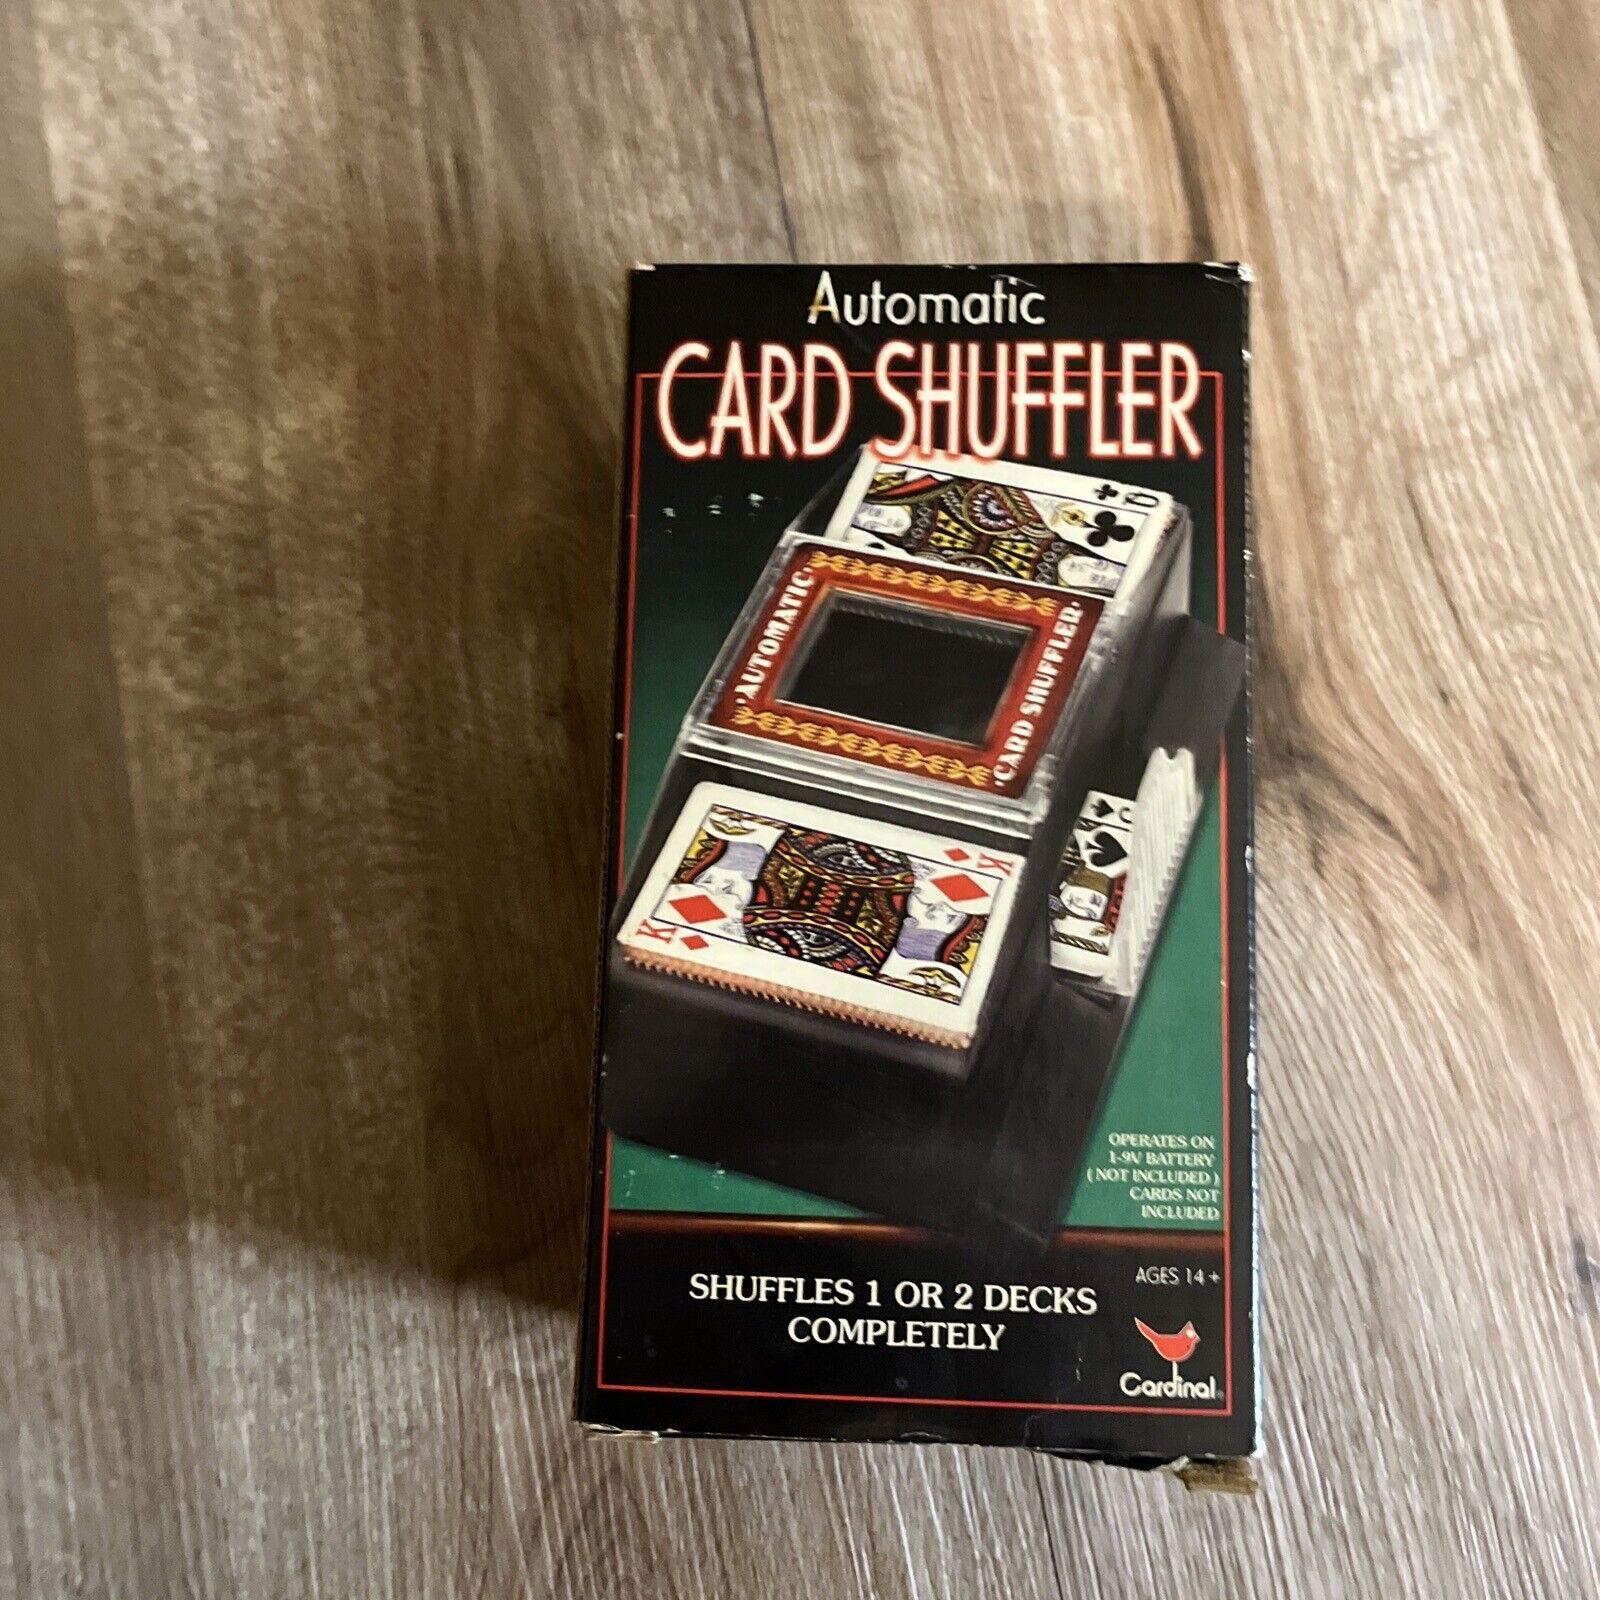 Automatic
CARD SHUFFLER
Q
·AUTOMATIC·
·CARD SHUFFLER·
K
K
Q
OPERATES ON
1-9V BATTERY
( NOT INCLUDED )
CARDS NOT
INCLUDED
AGES 14 +
SHUFFLES 1 OR 2 DECKS
COMPLETELY
Cardinal®